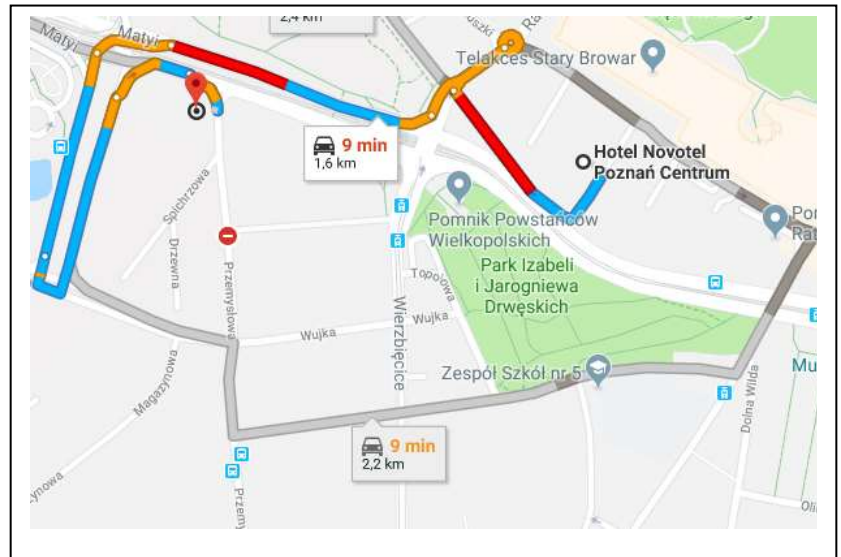 2,4 km
Matyi
Matyi
Telakces Stary Browar
9 min
1,6 km
Hotel Novotel
Poznań Centrum
Spichrzowa
Drzewna
Przemysłowa
Pomnik Powstańców
Wielkopolskich
Park Izabeli
i Jarogniewa
Drwęskich
Topolowa
Wierzbięcice
Wujka
Wujka
Magazynowa
Zespół Szkół nr 5
Dolna Wilda
9 min
2,2 km